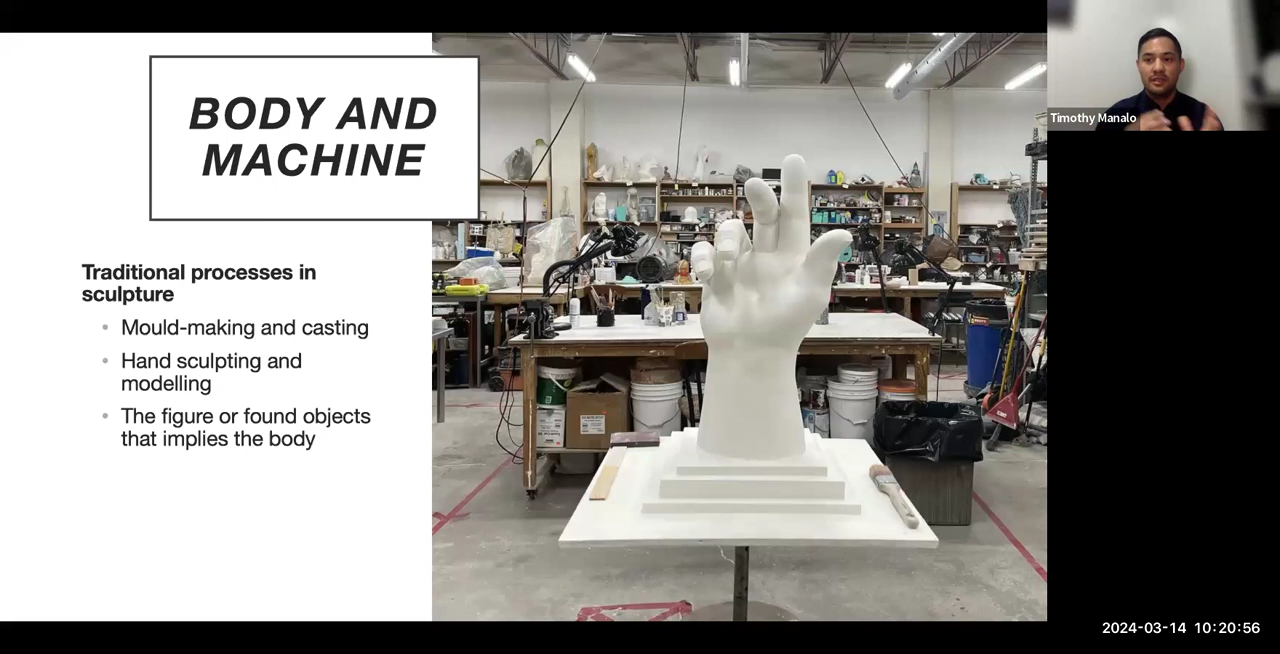 BODY AND
MACHINE
Timothy Manalo
Traditional processes in
sculpture
Mould-making and casting
Hand sculpting and
modelling
The figure or found objects
that implies the body
2024-03-14 10:20:56